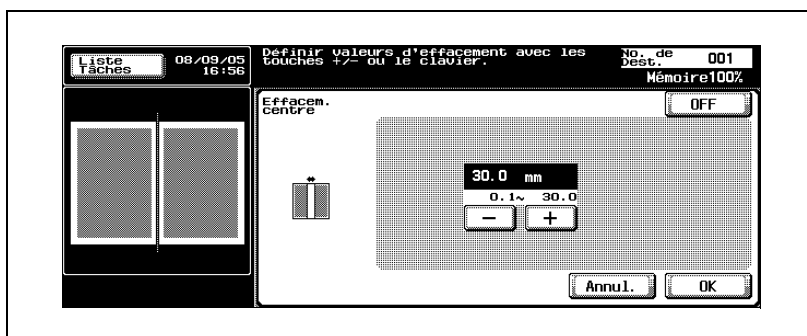 Liste
Tâches
08/09/05
16:56
Définir valeurs d'effacement avec les
touches +/- ou le clavier.
No. de
Dest.
001
Mémoire100%
Effacem.
centre
OFF
30.0 mm
0.1~ 30.0
− +
Annul. OK